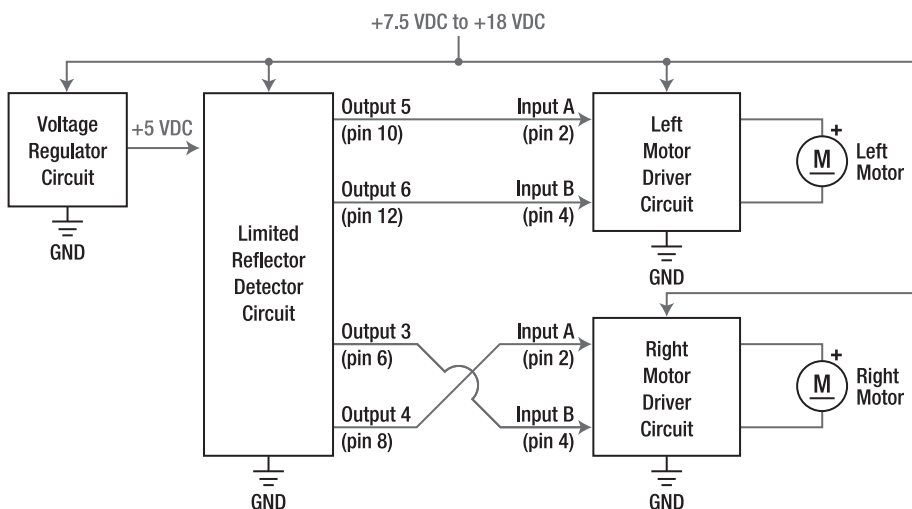 +7.5 VDC to +18 VDC
Voltage
Regulator
Circuit
+5 VDC
GND
Limited
Reflector
Detector
Circuit
GND
Output 5
(pin 10)
Input A
(pin 2)
Output 6
(pin 12)
Input B
(pin 4)
Left
Motor
Driver
Circuit
GND
+
M
Left
Motor
Output 3
(pin 6)
Input A
(pin 2)
Output 4
(pin 8)
Input B
(pin 4)
Right
Motor
Driver
Circuit
GND
+
M
Right
Motor